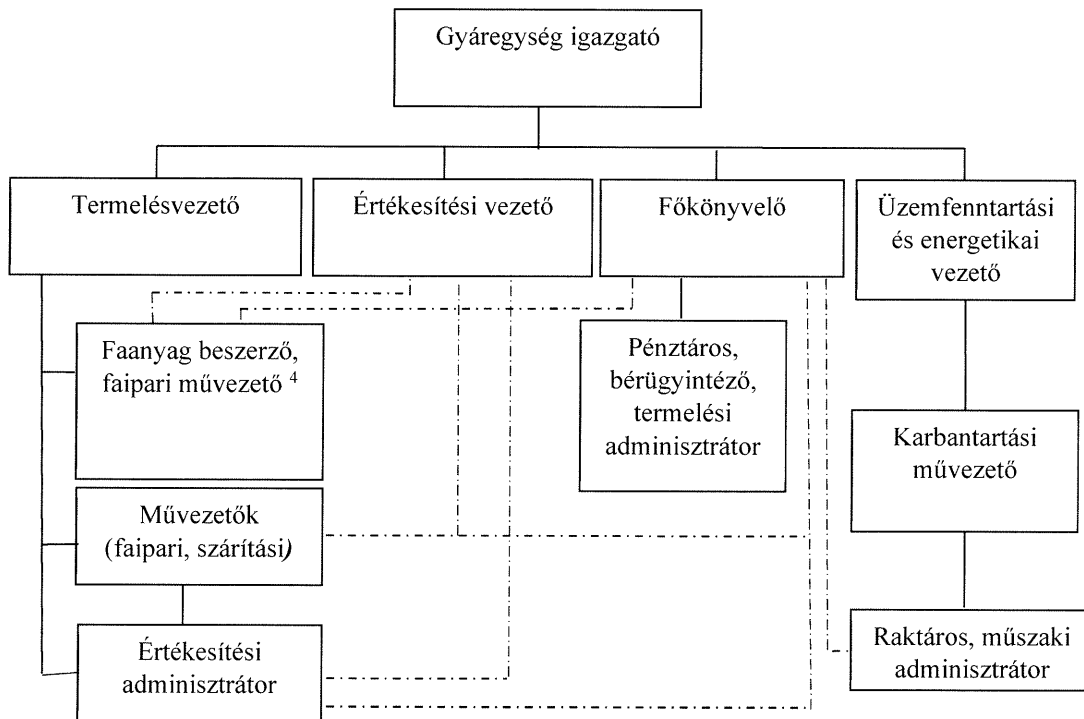 Gyáregység igazgató
Termelésvezető
Értékesítési vezető
Főkönyvelő
Üzemfenntartási
és energetikai
vezető
Faanyag beszerző,
faipari művezető 4
Pénztáros,
bérügyintéző,
termelési
adminisztrátor
Karbantartási
művezető
Művezetők
(faipari, szárítási)
Értékesítési
adminisztrátor
Raktáros, műszaki
adminisztrátor